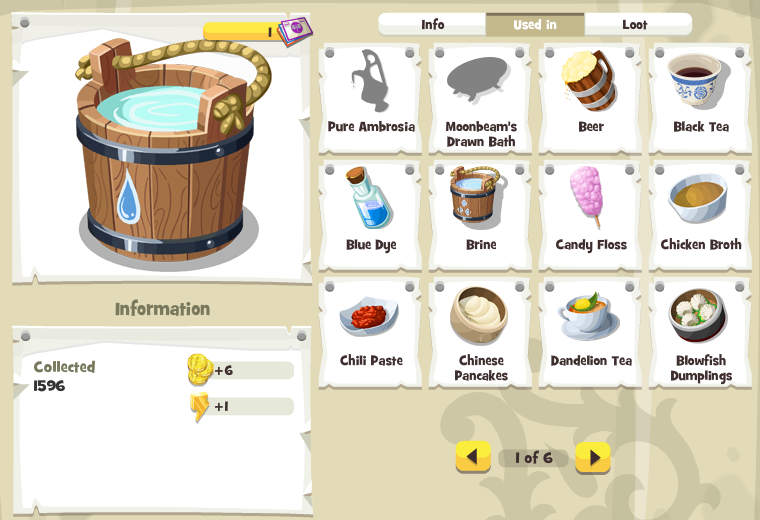 1
Info
Used in
Loot
Pure Ambrosia
Moonbeam's
Drawn Bath
Beer
Black Tea
Blue Dye
Brine
Candy Floss
Chicken Broth
Chili Paste
Chinese
Pancakes
Dandelion Tea
Blowfish
Dumplings
Information
Collected
1596
+6
+1
1 of 6